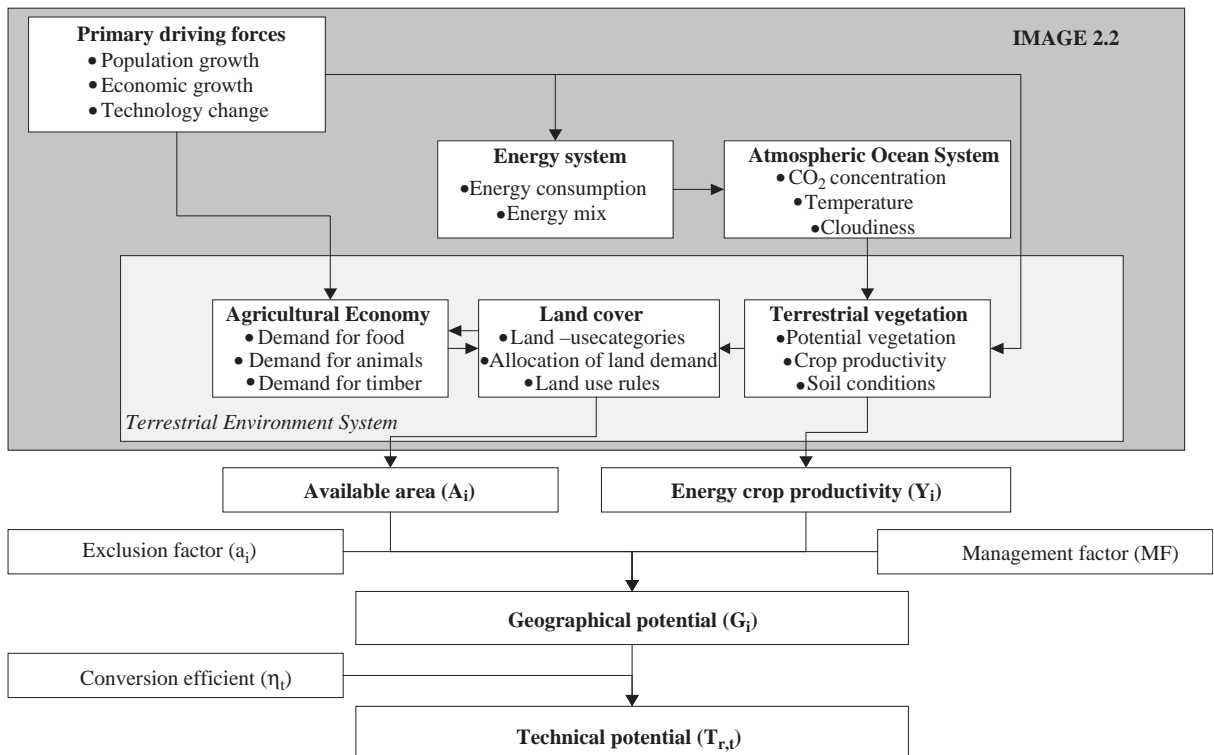 Primary driving forces
• Population growth
• Economic growth
• Technology change
IMAGE 2.2
Energy system
• Energy consumption
• Energy mix
Atmospheric Ocean System
• CO₂ concentration
• Temperature
• Cloudiness
Agricultural Economy
• Demand for food
• Demand for animals
• Demand for timber
Land cover
• Land –usecategories
• Allocation of land demand
• Land use rules
Terrestrial vegetation
• Potential vegetation
• Crop productivity
• Soil conditions
Terrestrial Environment System
Available area (Aᵢ)
Energy crop productivity (Yᵢ)
Exclusion factor (aᵢ)
Management factor (MF)
Geographical potential (Gᵢ)
Conversion efficient (ηₜ)
Technical potential (Tᵣ,ₜ)